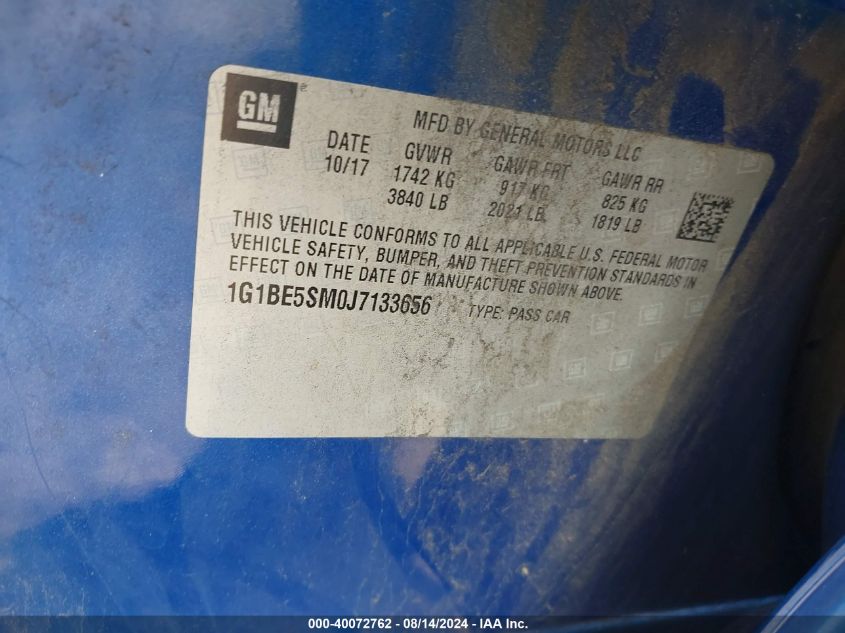 GM
®
MFD BY GENERAL MOTORS LLC
DATE GVWR GAWR FRT GAWR RR
10/17 1742 KG 917 KG 825 KG
3840 LB 2021 LB 1819 LB
THIS VEHICLE CONFORMS TO ALL APPLICABLE U.S. FEDERAL MOTOR
VEHICLE SAFETY, BUMPER, AND THEFT PREVENTION STANDARDS IN
EFFECT ON THE DATE OF MANUFACTURE SHOWN ABOVE.
1G1BE5SM0J7133656 TYPE: PASS CAR
000-40072762 - 08/14/2024 - IAA Inc.